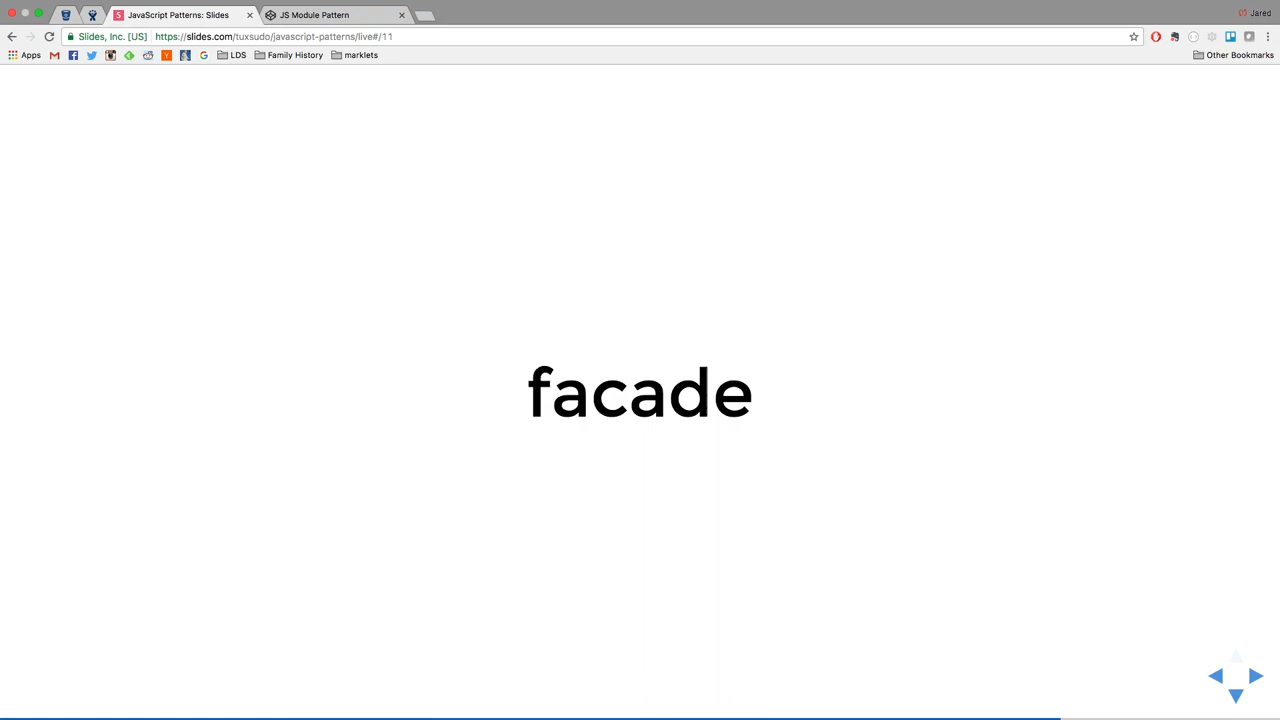 JavaScript Patterns: Slides
JS Module Pattern
Jared
Slides, Inc. [US]
https://slides.com/tuxsudo/javascript-patterns/live#/11
Apps
LDS
Family History
marklets
Other Bookmarks
facade